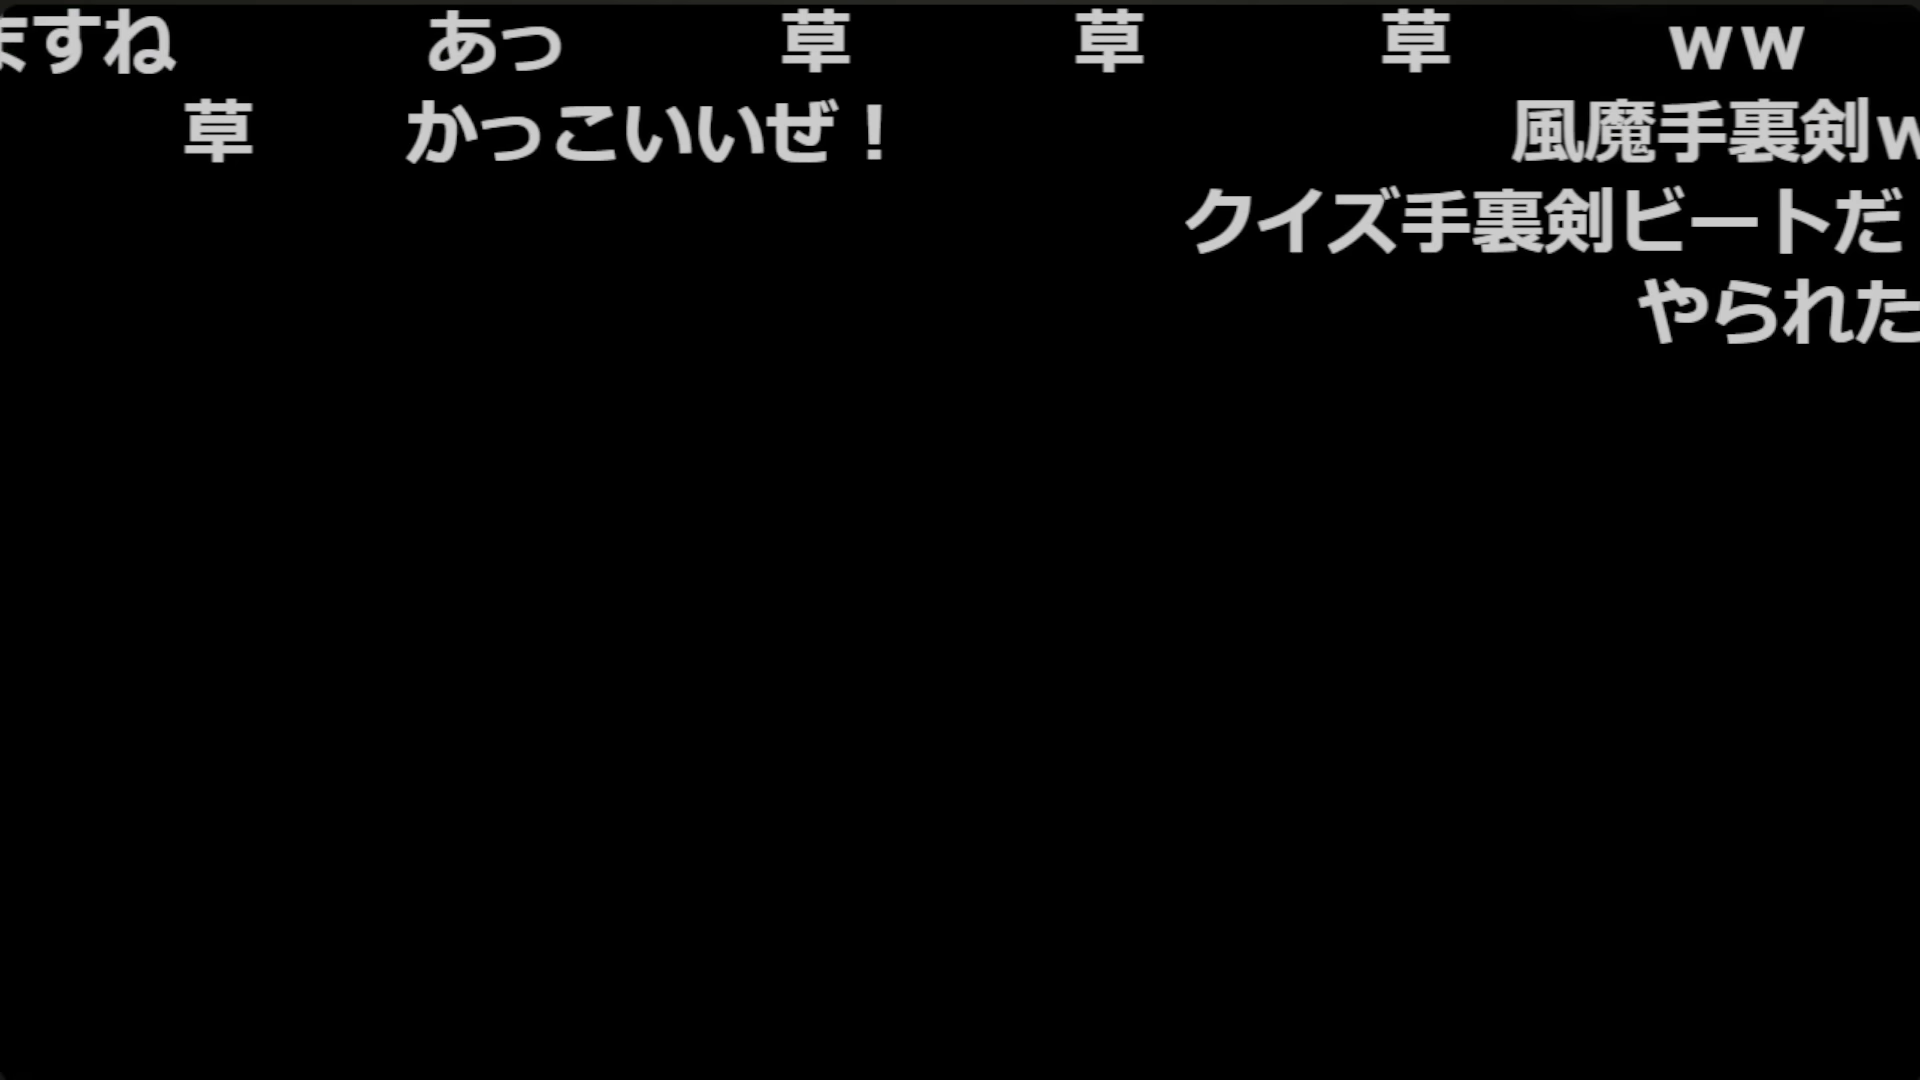 ますね あっ 草 草 草 ｗｗ
草 かっこいいぜ！ 風魔手裏剣ｗ
クイズ手裏剣ビートだ
やられた